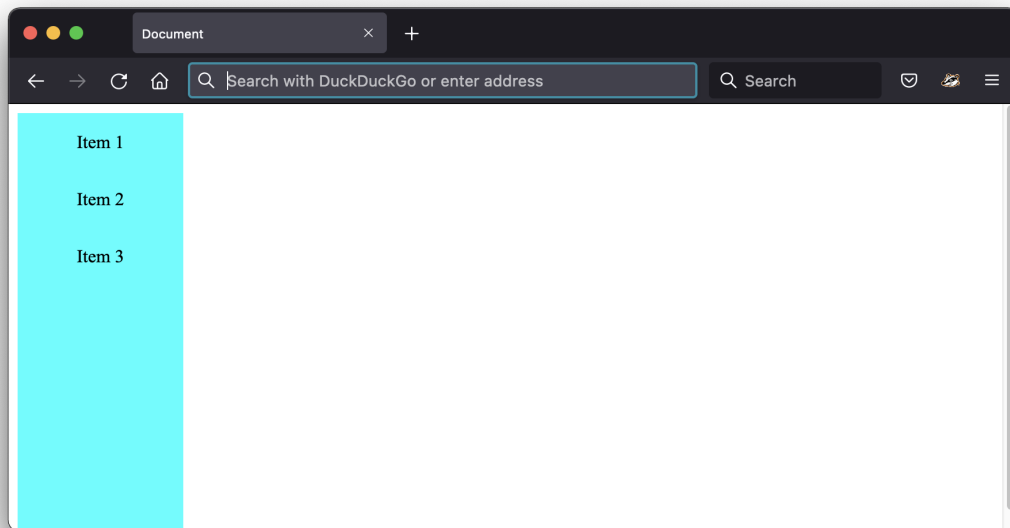 Document
Search with DuckDuckGo or enter address
Search
Item 1
Item 2
Item 3